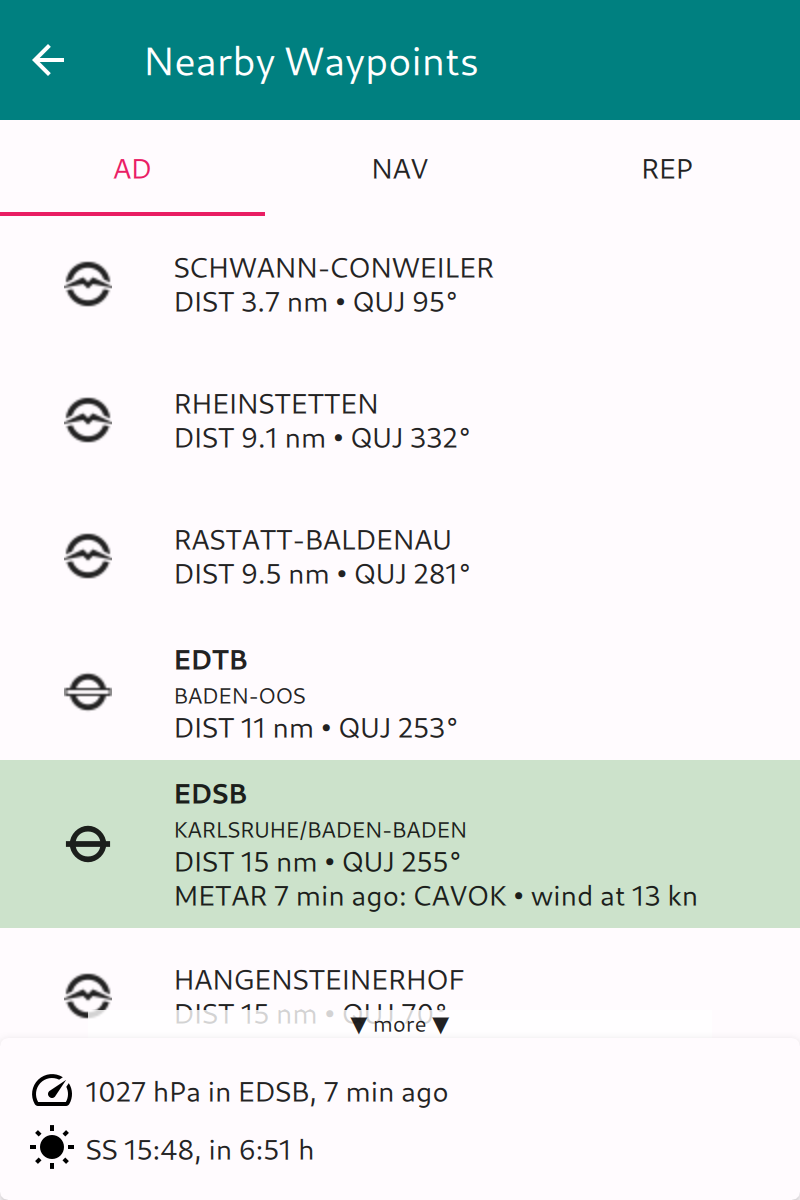 Nearby Waypoints
AD NAV REP
SCHWANN-CONWEILER
DIST 3.7 nm • QUJ 95°
RHEINSTETTEN
DIST 9.1 nm • QUJ 332°
RASTATT-BALDENAU
DIST 9.5 nm • QUJ 281°
EDTB
BADEN-OOS
DIST 11 nm • QUJ 253°
EDSB
KARLSRUHE/BADEN-BADEN
DIST 15 nm • QUJ 255°
METAR 7 min ago: CAVOK • wind at 13 kn
HANGENSTEINERHOF
DIST 15 nm • QUJ 70°
▼ more ▼
1027 hPa in EDSB, 7 min ago
SS 15:48, in 6:51 h